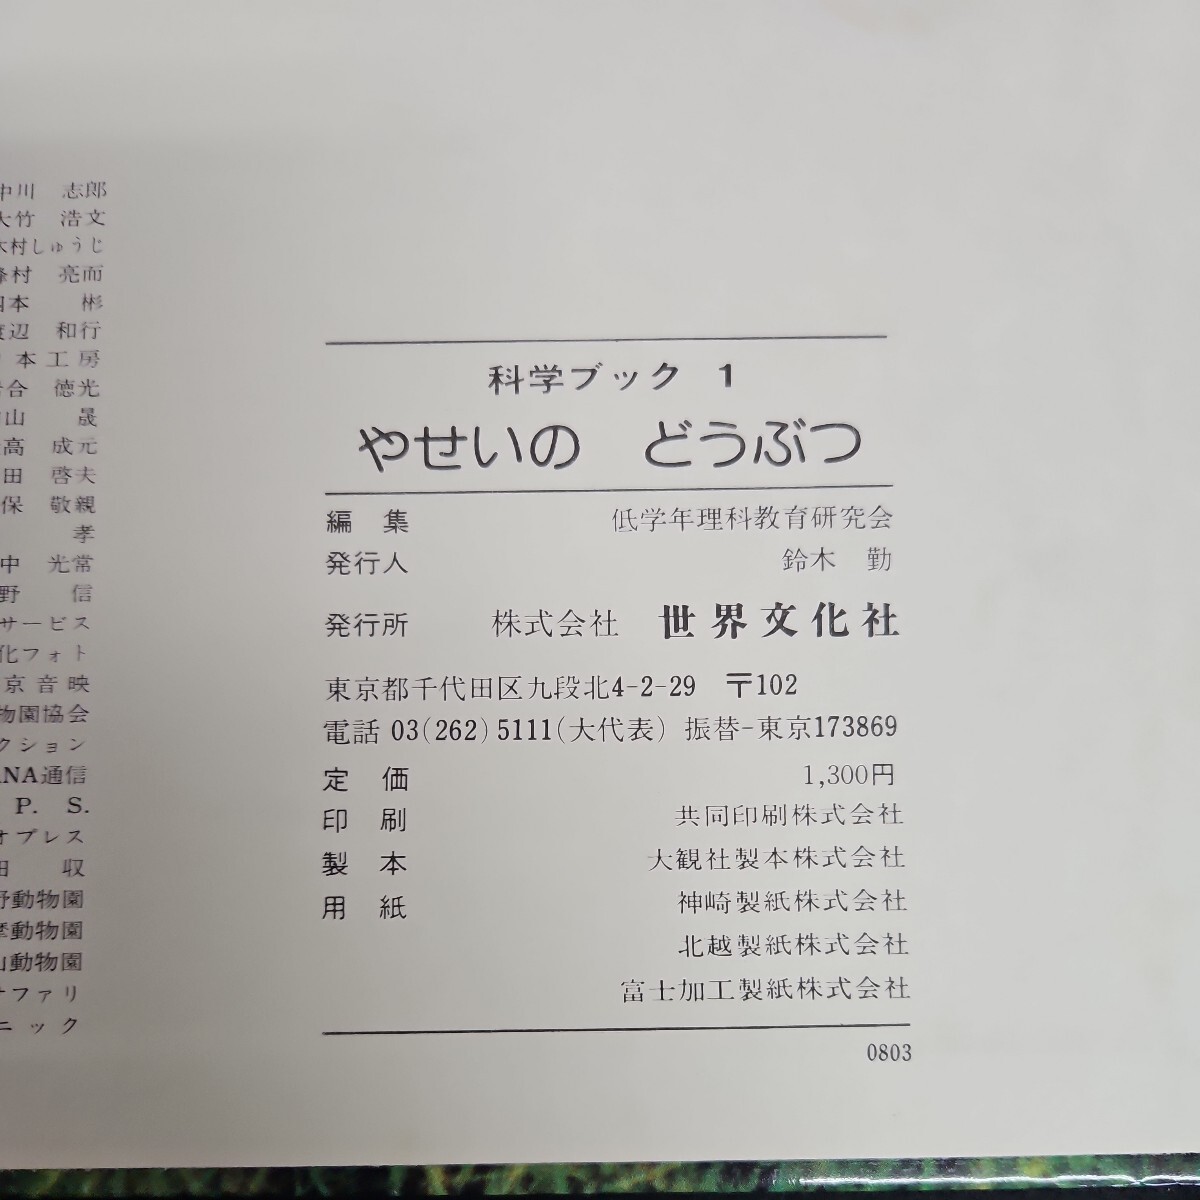 中川 志郎
大竹 浩文
木村しゅうじ
峰村 亮而
本 彬
渡辺 和行
本工房
岩合 徳光
山 晟
高 成元
田 啓夫
保 敬親
孝
中 光常
野 信
サービス
化フォト
京音映
物園協会
クション
ANA通信
P. S.
オプレス
田 収
野動物園
摩動物園
山動物園
サファリ
ニック
科学ブック 1
やせいの どうぶつ
編 集 低学年理科教育研究会
発行人 鈴木 勤
発行所 株式会社 世界文化社
東京都千代田区九段北4-2-29 〒102
電話 03(262)5111(大代表) 振替-東京173869
定 価 1,300円
印 刷 共同印刷株式会社
製 本 大観社製本株式会社
用 紙 神崎製紙株式会社
北越製紙株式会社
富士加工製紙株式会社
0803